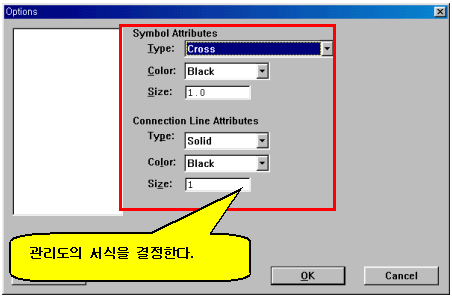 Options
Symbol Attributes
Type: Cross
Color: Black
Size: 1.0
Connection Line Attributes
Type: Solid
Color: Black
Size: 1
관리도의 서식을 결정한다.
OK
Cancel